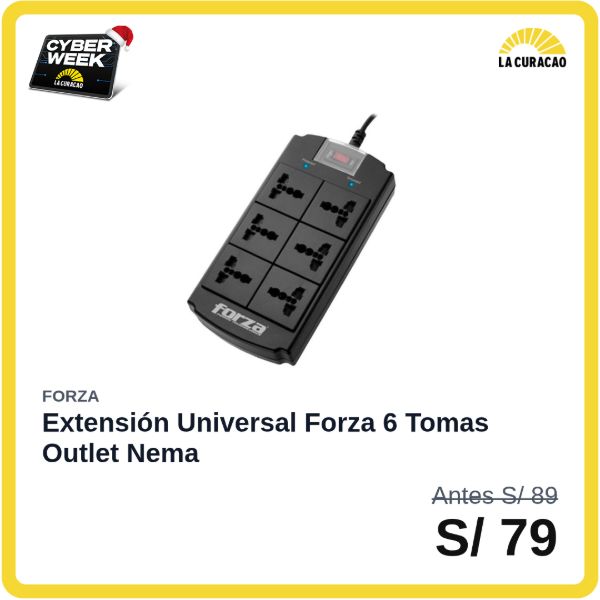 CYBER
WEEK
LA CURACAO
LA CURACAO
forza
FORZA
Extensión Universal Forza 6 Tomas
Outlet Nema
Antes S/ 89
S/ 79